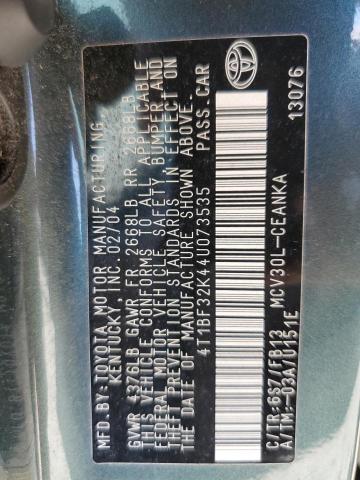 MFD. BY: TOYOTA MOTOR MANUFACTURING,
KENTUCKY, INC. 02/04
GVWR 4376LB GAWR FR 2668LB RR 2668LB
THIS VEHICLE CONFORMS TO ALL APPLICABLE
FEDERAL MOTOR VEHICLE SAFETY, BUMPER AND
THEFT PREVENTION STANDARDS IN EFFECT ON
THE DATE OF MANUFACTURE SHOWN ABOVE.
4T1BF32K44U073535 PASS. CAR
C/TR: 6S7/FB13 MCV30L-CEANKA
A/TM: -03A/U151E 13076